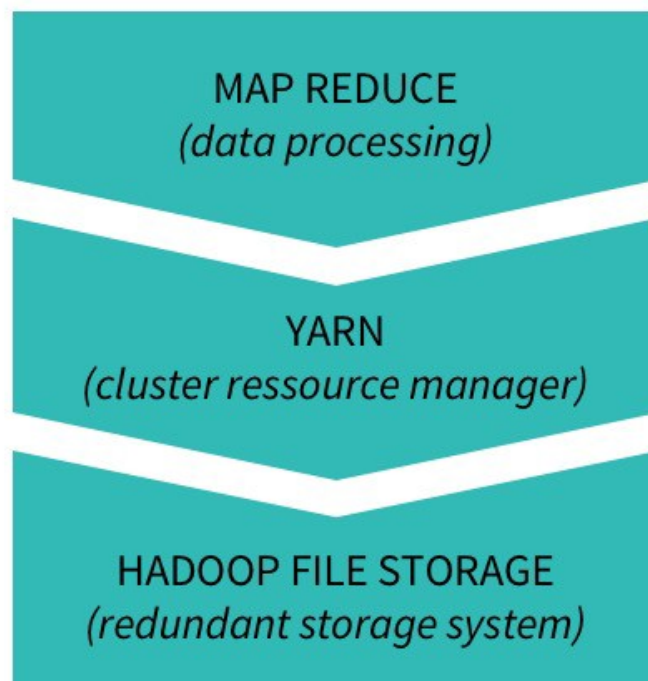 MAP REDUCE
(data processing)
YARN
(cluster ressource manager)
HADOOP FILE STORAGE
(redundant storage system)